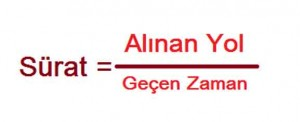 Alınan Yol
Sürat =
Geçen Zaman